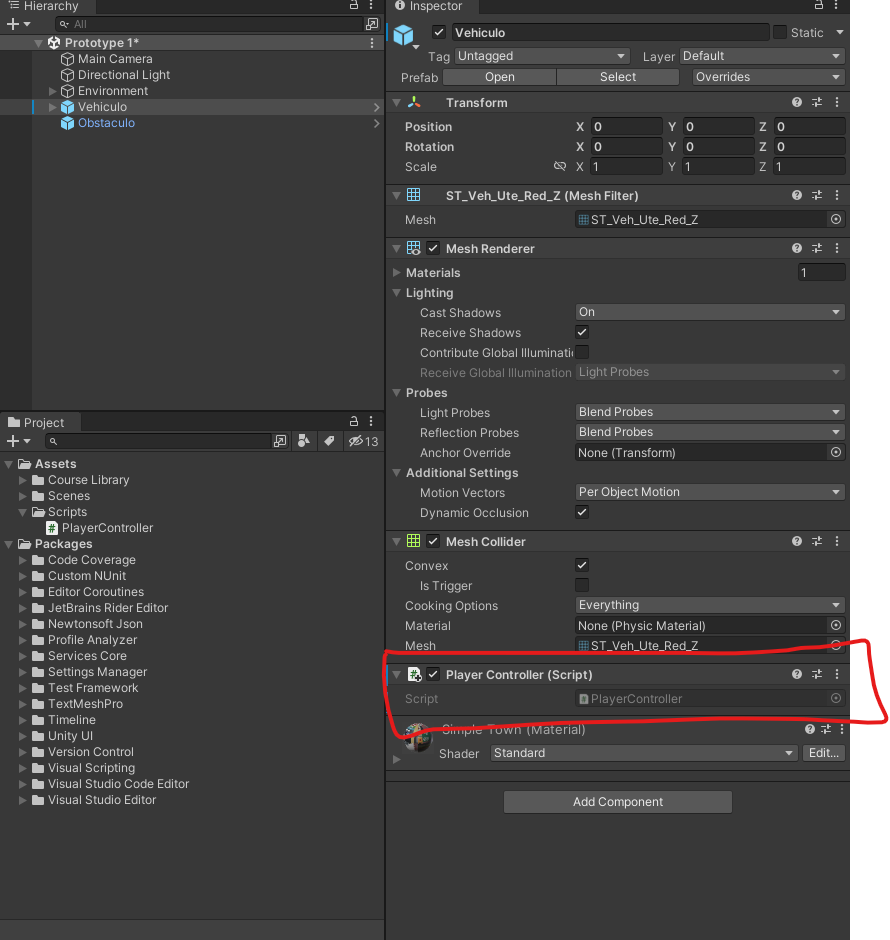 Hierarchy
All
Prototype 1*
Main Camera
Directional Light
Environment
Vehiculo
Obstaculo
Project
13
Assets
Course Library
Scenes
Scripts
PlayerController
Packages
Code Coverage
Custom NUnit
Editor Coroutines
JetBrains Rider Editor
Newtonsoft Json
Profile Analyzer
Services Core
Settings Manager
Test Framework
TextMeshPro
Timeline
Unity UI
Version Control
Visual Scripting
Visual Studio Code Editor
Visual Studio Editor
Inspector
Vehiculo Static
Tag Untagged Layer Default
Prefab Open Select Overrides
Transform
Position X 0 Y 0 Z 0
Rotation X 0 Y 0 Z 0
Scale X 1 Y 1 Z 1
ST_Veh_Ute_Red_Z (Mesh Filter)
Mesh ST_Veh_Ute_Red_Z
Mesh Renderer
Materials 1
Lighting
Cast Shadows On
Receive Shadows
Contribute Global Illuminati
Receive Global Illumination Light Probes
Probes
Light Probes Blend Probes
Reflection Probes Blend Probes
Anchor Override None (Transform)
Additional Settings
Motion Vectors Per Object Motion
Dynamic Occlusion
Mesh Collider
Convex
Is Trigger
Cooking Options Everything
Material None (Physic Material)
Mesh ST_Veh_Ute_Red_Z
Player Controller (Script)
Script PlayerController
Simple Town (Material)
Shader Standard Edit...
Add Component